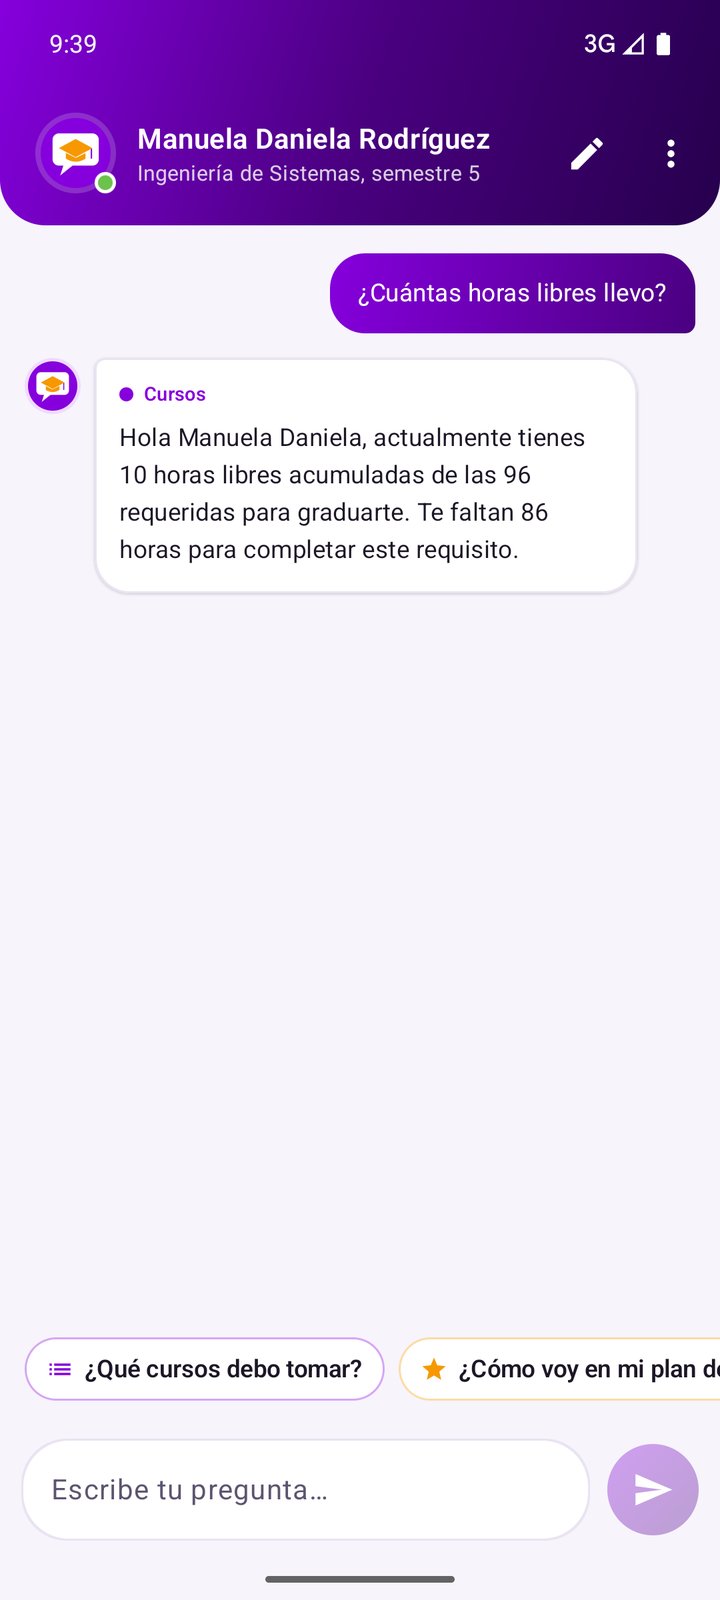 9:39
3G
Manuela Daniela Rodríguez
Ingeniería de Sistemas, semestre 5
¿Cuántas horas libres llevo?
Cursos
Hola Manuela Daniela, actualmente tienes
10 horas libres acumuladas de las 96
requeridas para graduarte. Te faltan 86
horas para completar este requisito.
¿Qué cursos debo tomar?
¿Cómo voy en mi plan
Escribe tu pregunta…